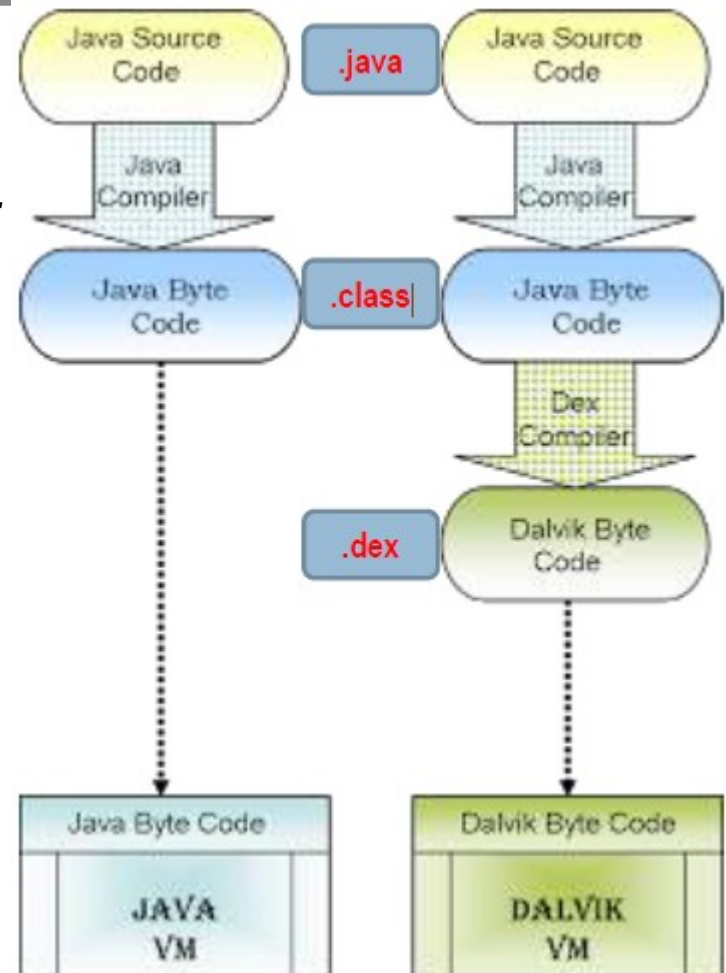 Java Source
Code
.java
Java Source
Code
Java
Compiler
Java
Compiler
Java Byte
Code
.class
Java Byte
Code
Dex
Compiler
.dex
Dalvik Byte
Code
Java Byte Code
JAVA
VM
Dalvik Byte Code
DALVIK
VM